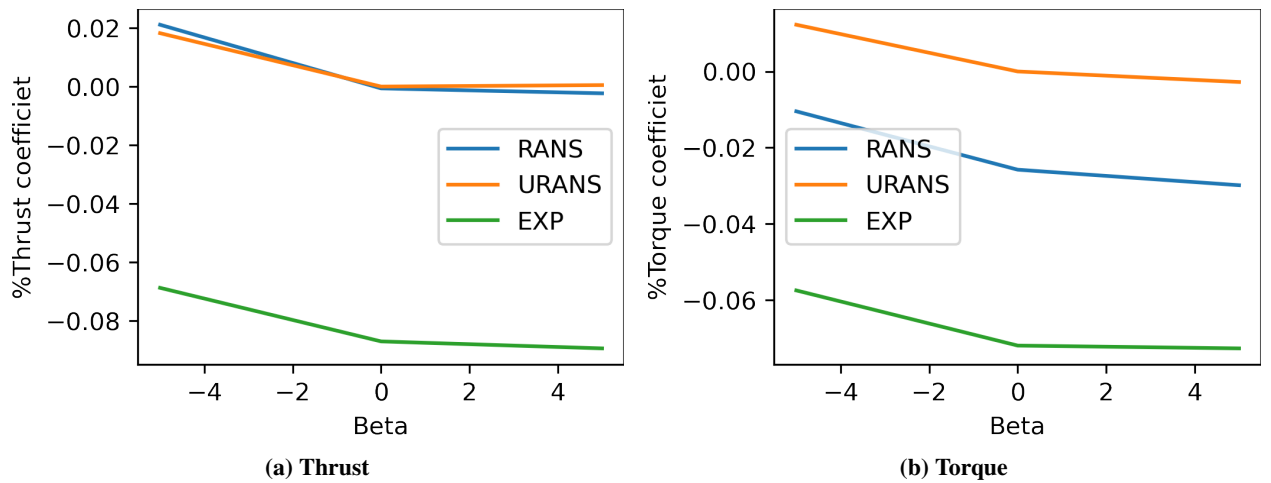 0.02
0.00
−0.02
−0.04
−0.06
−0.08
%Thrust coefficiet
RANS
URANS
EXP
−4 −2 0 2 4
Beta
(a) Thrust
0.00
−0.02
−0.04
−0.06
%Torque coefficiet
RANS
URANS
EXP
−4 −2 0 2 4
Beta
(b) Torque